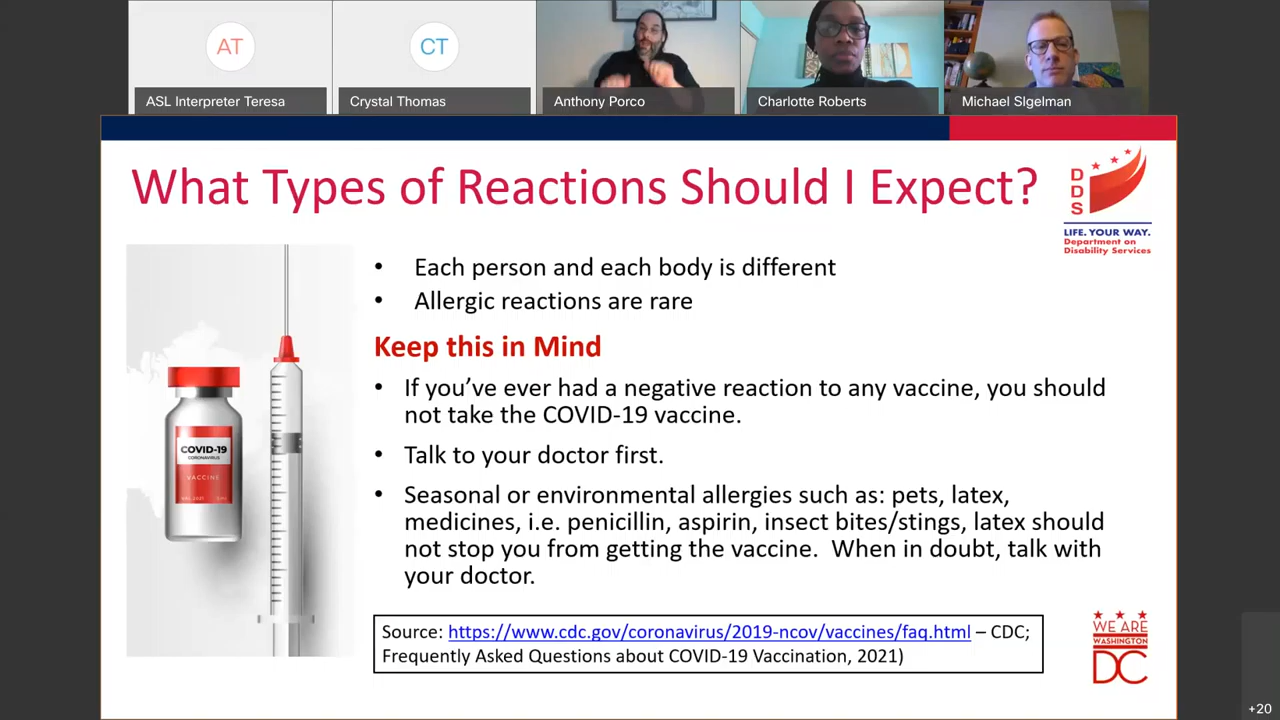 AT
CT
ASL Interpreter Teresa
Crystal Thomas
Anthony Porco
Charlotte Roberts
Michael SIgelman
What Types of Reactions Should I Expect?
DDS
LIFE. YOUR WAY.
Department on
Disability Services
• Each person and each body is different
• Allergic reactions are rare
Keep this in Mind
• If you’ve ever had a negative reaction to any vaccine, you should
not take the COVID-19 vaccine.
• Talk to your doctor first.
• Seasonal or environmental allergies such as: pets, latex,
medicines, i.e. penicillin, aspirin, insect bites/stings, latex should
not stop you from getting the vaccine.  When in doubt, talk with
your doctor.
COVID-19
CORONAVIRUS
VACCINE
Source: https://www.cdc.gov/coronavirus/2019-ncov/vaccines/faq.html – CDC;
Frequently Asked Questions about COVID-19 Vaccination, 2021)
WE ARE
WASHINGTON
DC
+20